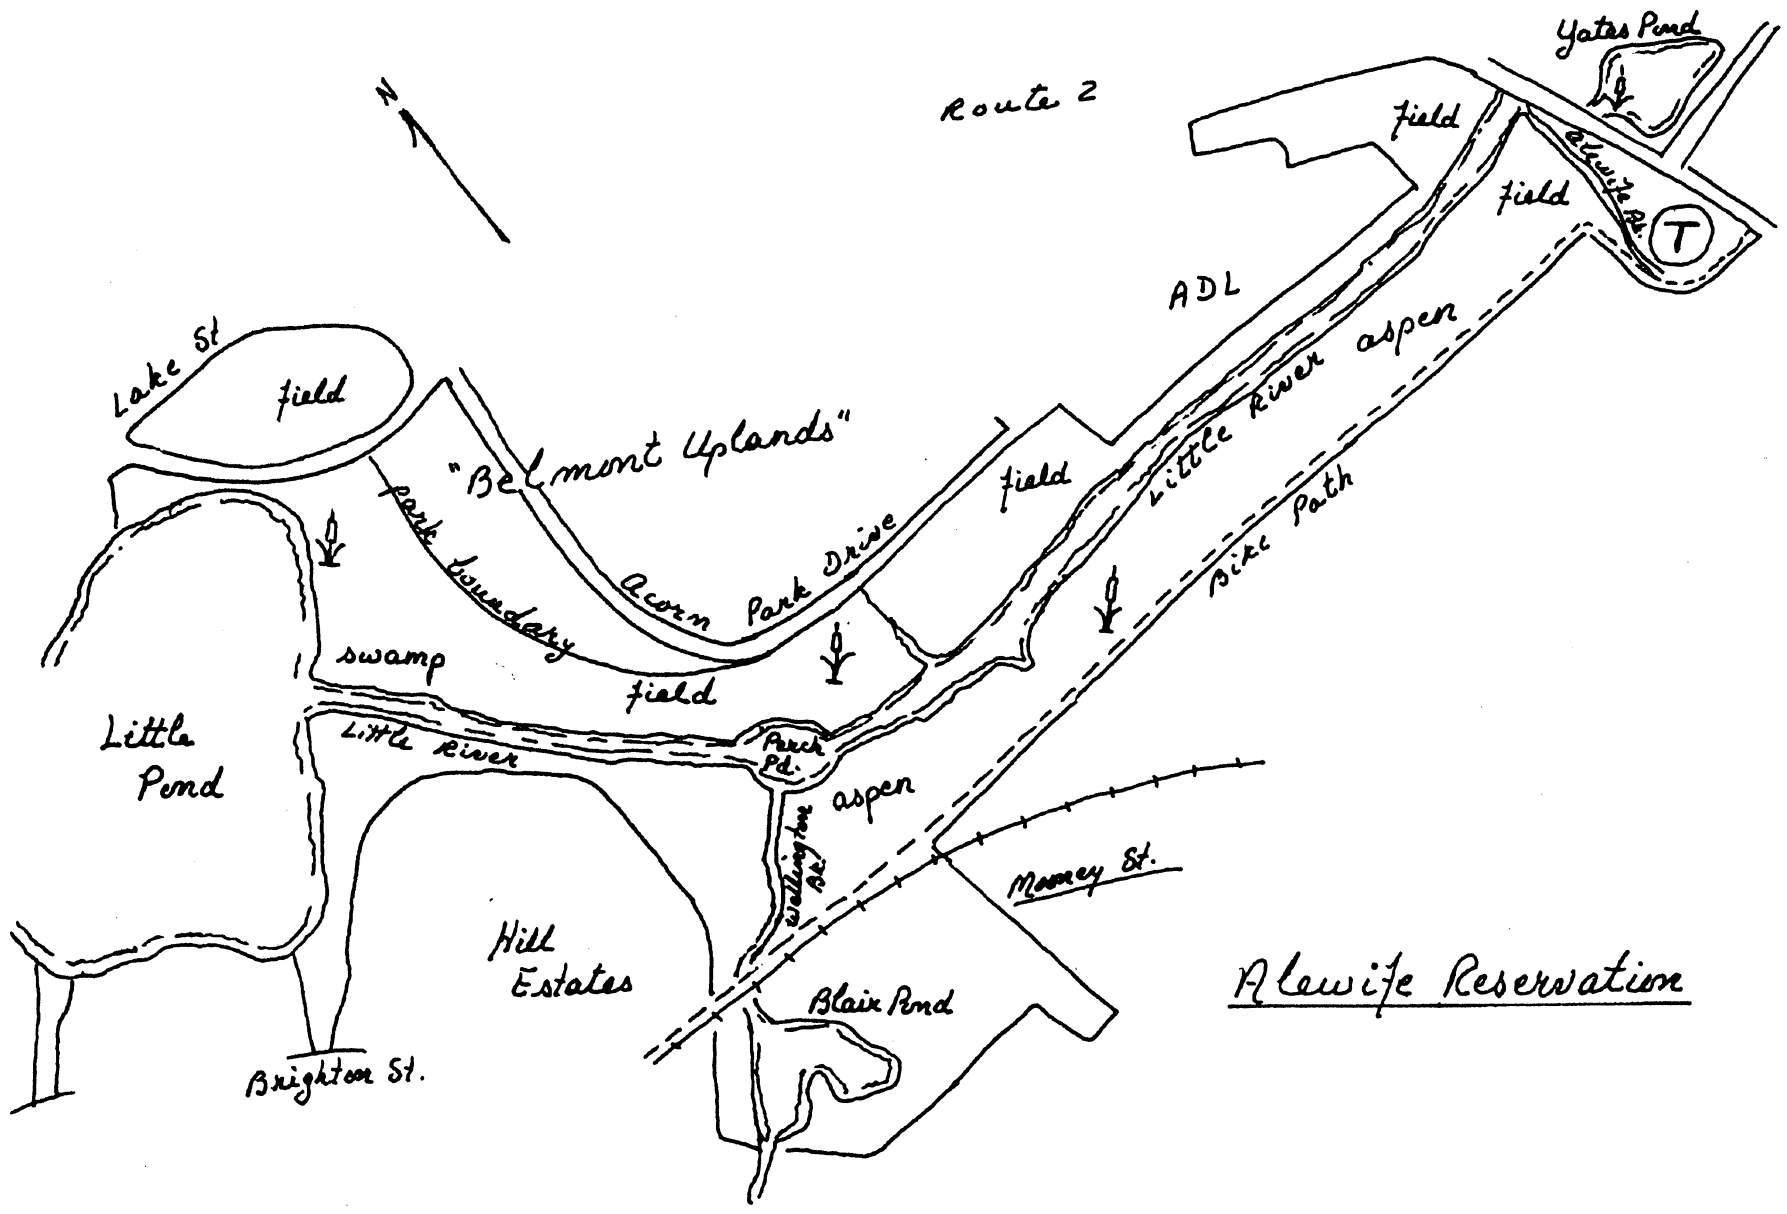 Yates Pond
N
Route 2
Field
Alewife Bk.
Field
T
ADL
Lake St
Field
aspen
"Belmont Uplands"
Little River
Field
Park boundary
Acorn Park Drive
Bike Path
swamp
Field
Little River
Perch
Pd.
Little
Pond
aspen
Wellington
Bk.
Mooney St.
Hill
Estates
Blair Pond
Alewife Reservation
Brighton St.